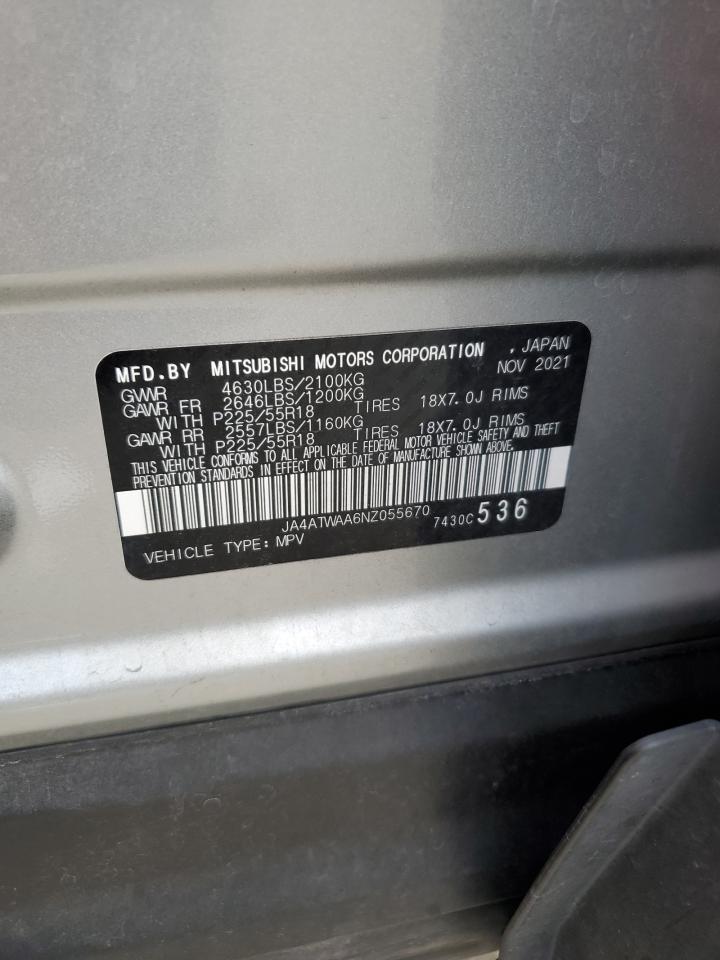 MFD.BY MITSUBISHI MOTORS CORPORATION , JAPAN
NOV 2021
GVWR 4630LBS/2100KG
GAWR FR 2646LBS/1200KG
WITH P225/55R18 TIRES 18X7.0J RIMS
GAWR RR 2557LBS/1160KG
WITH P225/55R18 TIRES 18X7.0J RIMS
THIS VEHICLE CONFORMS TO ALL APPLICABLE FEDERAL MOTOR VEHICLE SAFETY AND THEFT
PREVENTION STANDARDS IN EFFECT ON THE DATE OF MANUFACTURE SHOWN ABOVE.
JA4ATWAA6NZ055670
7430C 536
VEHICLE TYPE: MPV